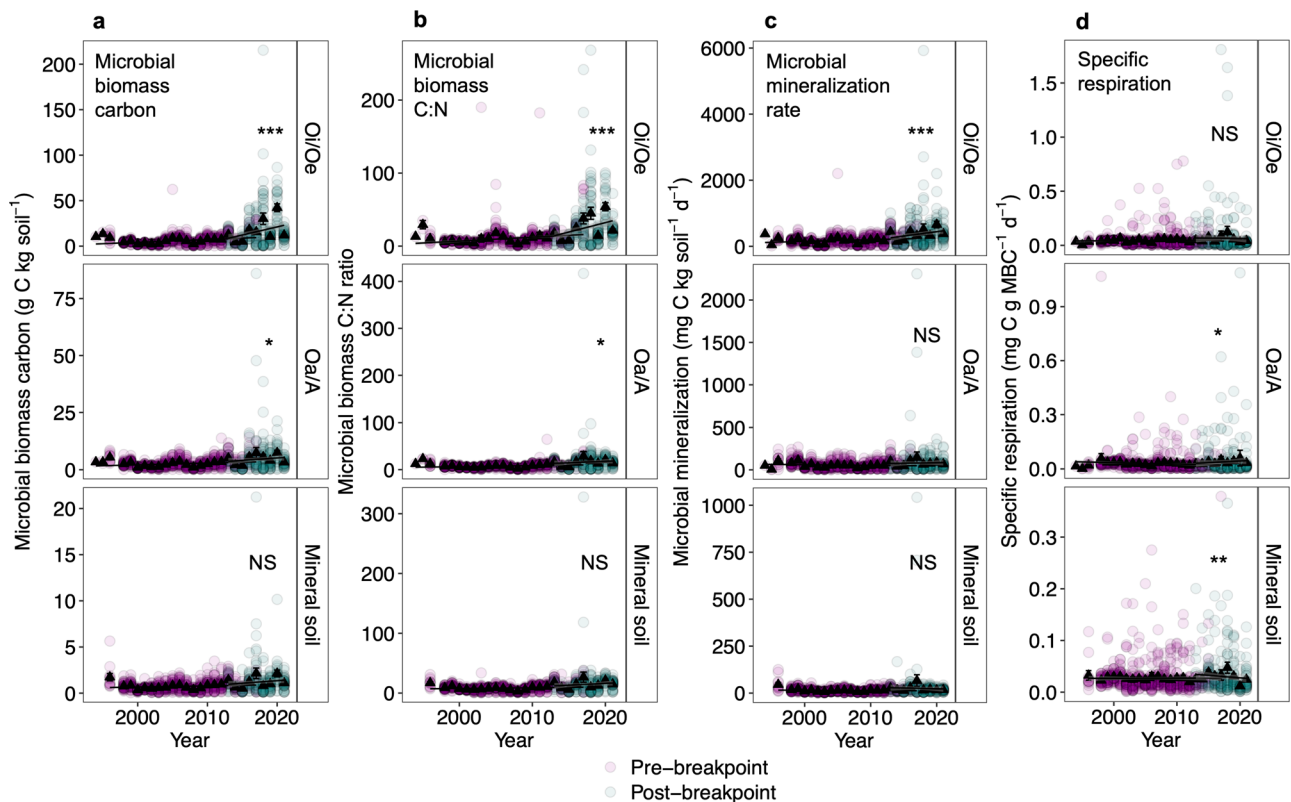 a
Microbial biomass carbon (g C kg soil⁻¹)
Microbial
biomass
carbon
200
150
100
50
0
***
Oi/Oe
75
50
25
0
*
Oa/A
20
15
10
5
0
NS
Mineral soil
2000 2010 2020
Year
b
Microbial biomass C:N ratio
Microbial
biomass
C:N
200
100
0
***
Oi/Oe
400
300
200
100
0
*
Oa/A
300
200
100
0
NS
Mineral soil
2000 2010 2020
Year
c
Microbial mineralization (mg C kg soil⁻¹ d⁻¹)
Microbial
mineralization
rate
6000
4000
2000
0
***
Oi/Oe
2500
2000
1500
1000
500
0
NS
Oa/A
1000
750
500
250
0
NS
Mineral soil
2000 2010 2020
Year
d
Specific respiration (mg C g MBC⁻¹ d⁻¹)
Specific
respiration
1.5
1.0
0.5
0.0
NS
Oi/Oe
0.9
0.6
0.3
0.0
*
Oa/A
0.3
0.2
0.1
0.0
**
Mineral soil
2000 2010 2020
Year
Pre−breakpoint
Post−breakpoint